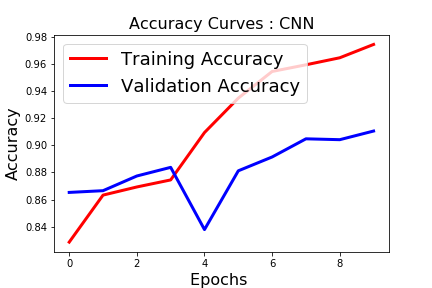 Accuracy Curves : CNN
Training Accuracy
Validation Accuracy
Accuracy
0.98
0.96
0.94
0.92
0.90
0.88
0.86
0.84
0 2 4 6 8
Epochs